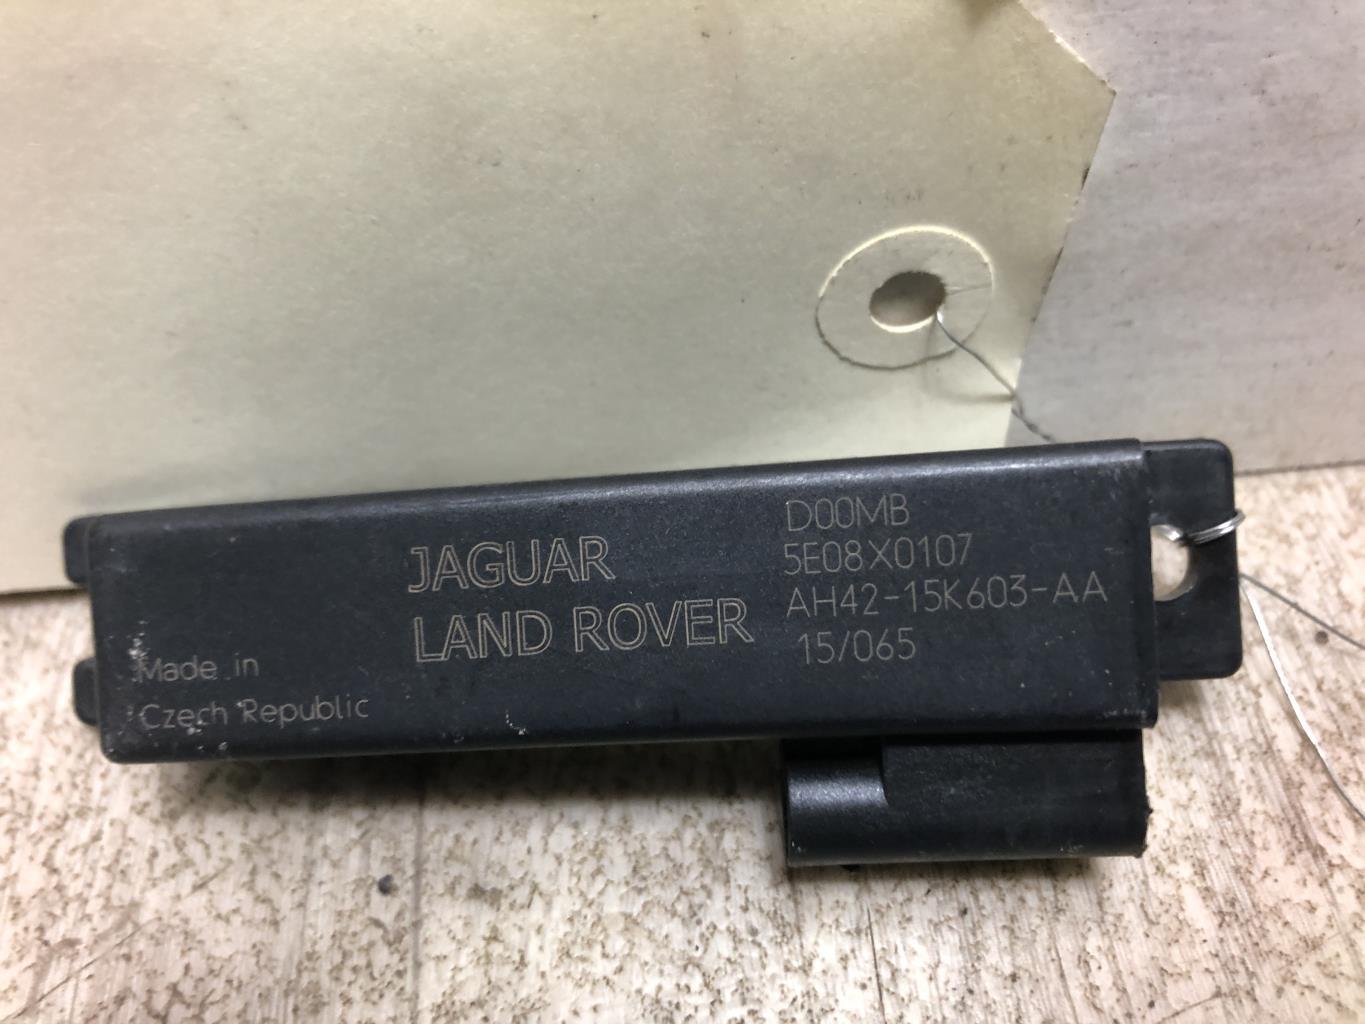 Made in
Czech Republic
JAGUAR
LAND ROVER
D00MB
5E08X0107
AH42-15K603-AA
15/065